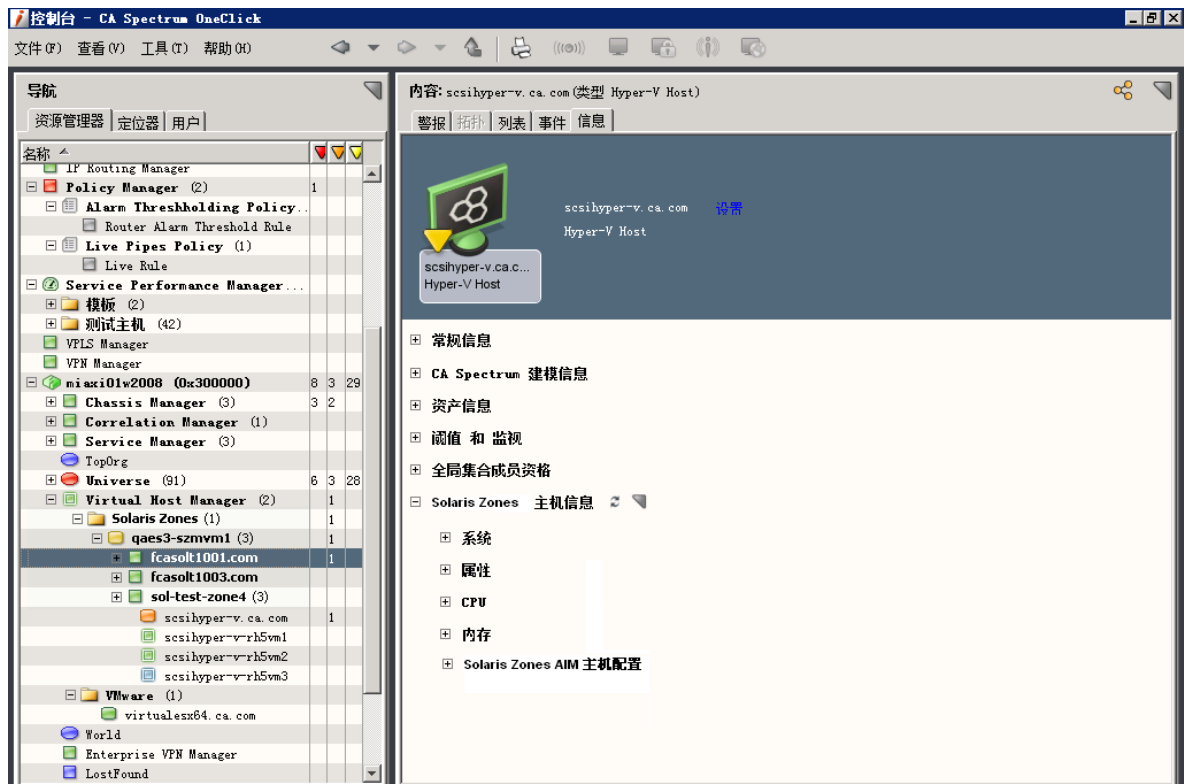 控制台 - CA Spectrum OneClick
文件(F) 查看(V) 工具(T) 帮助(H)
导航
资源管理器 定位器 用户
名称
IP Routing Manager
Policy Manager (2) 1
Alarm Threshholding Policy..
Router Alarm Threshold Rule
Live Pipes Policy (1)
Live Rule
Service Performance Manager...
模板 (2)
测试主机 (42)
VPLS Manager
VPN Manager
miaxi01w2008 (0x300000) 8 3 29
Chassis Manager (3) 3 2
Correlation Manager (1)
Service Manager (3)
TopOrg
Universe (91) 6 3 28
Virtual Host Manager (2) 1
Solaris Zones (1) 1
qaes3-szmvm1 (3) 1
fcasolt1001.com 1
fcasolt1003.com
sol-test-zone4 (3)
scsihyper-v.ca.com 1
scsihyper-v-rh5vm1
scsihyper-v-rh5vm2
scsihyper-v-rh5vm3
VMware (1)
virtualesx64.ca.com
World
Enterprise VPN Manager
LostFound
内容: scsihyper-v.ca.com(类型 Hyper-V Host)
警报 拓扑 列表 事件 信息
scsihyper-v.ca.com 设置
Hyper-V Host
scsihyper-v.ca.c...
Hyper-V Host
常规信息
CA Spectrum 建模信息
资产信息
阈值 和 监视
全局集合成员资格
Solaris Zones 主机信息
系统
属性
CPU
内存
Solaris Zones AIM 主机配置